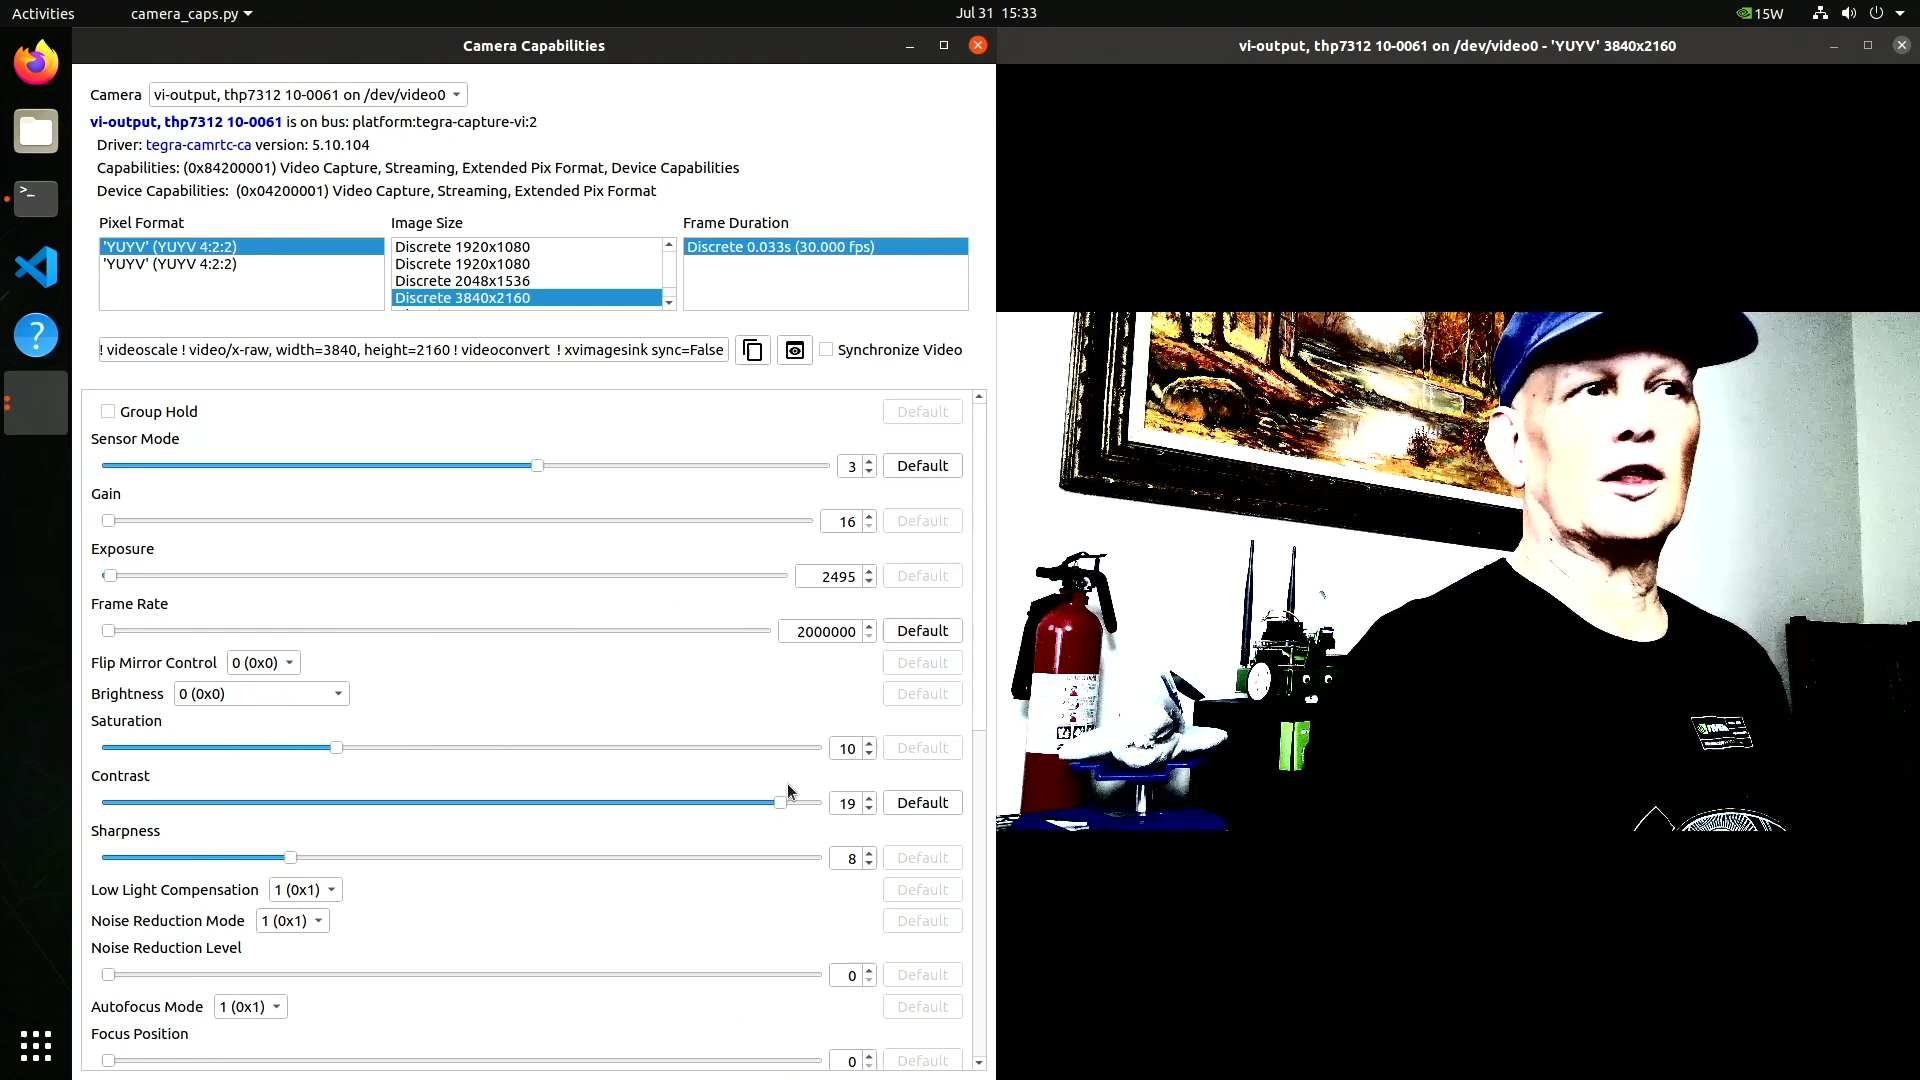 Activities
camera_caps.py
Jul 31 15:33
15W
Camera Capabilities
vi-output, thp7312 10-0061 on /dev/video0 - 'YUYV' 3840x2160
Camera vi-output, thp7312 10-0061 on /dev/video0
vi-output, thp7312 10-0061 is on bus: platform:tegra-capture-vi:2
Driver: tegra-camrtc-ca version: 5.10.104
Capabilities: (0x84200001) Video Capture, Streaming, Extended Pix Format, Device Capabilities
Device Capabilities: (0x04200001) Video Capture, Streaming, Extended Pix Format
Pixel Format Image Size Frame Duration
'YUYV' (YUYV 4:2:2) Discrete 1920x1080 Discrete 0.033s (30.000 fps)
'YUYV' (YUYV 4:2:2) Discrete 1920x1080
Discrete 2048x1536
Discrete 3840x2160
! videoscale ! video/x-raw, width=3840, height=2160 ! videoconvert ! xvimagesink sync=False Synchronize Video
Group Hold Default
Sensor Mode
3 Default
Gain
16 Default
Exposure
2495 Default
Frame Rate
2000000 Default
Flip Mirror Control 0 (0x0) Default
Brightness 0 (0x0) Default
Saturation
10 Default
Contrast
19 Default
Sharpness
8 Default
Low Light Compensation 1 (0x1) Default
Noise Reduction Mode 1 (0x1) Default
Noise Reduction Level
0 Default
Autofocus Mode 1 (0x1) Default
Focus Position
0 Default